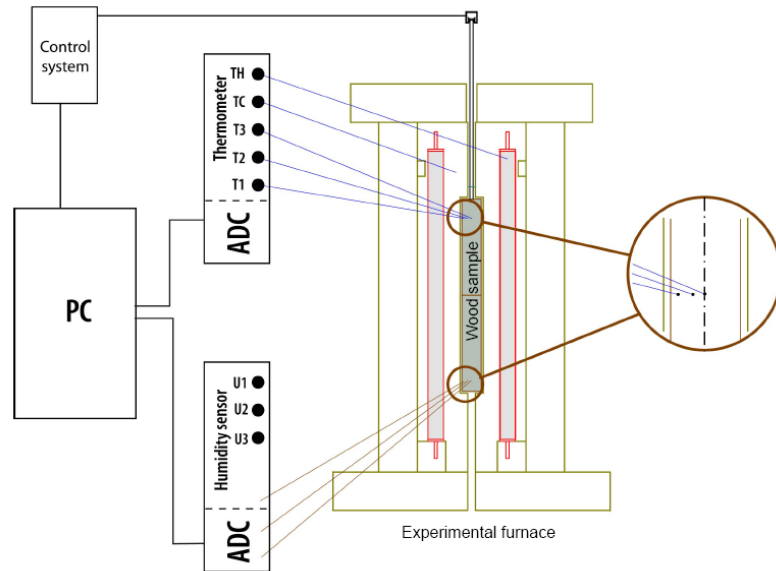 Control
system
TH
TC
T3
T2
T1
Thermometer
ADC
PC
Wood sample
U1
U2
U3
Humidity sensor
ADC
Experimental furnace